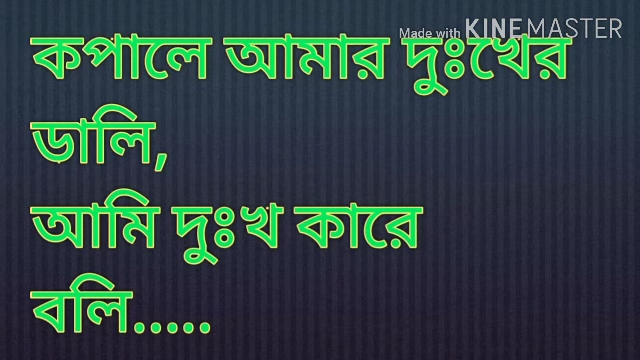 Made with KINEMASTER
কপালে আমার দুঃখের
ডালি,
আমি দুঃখ কারে
বলি.....